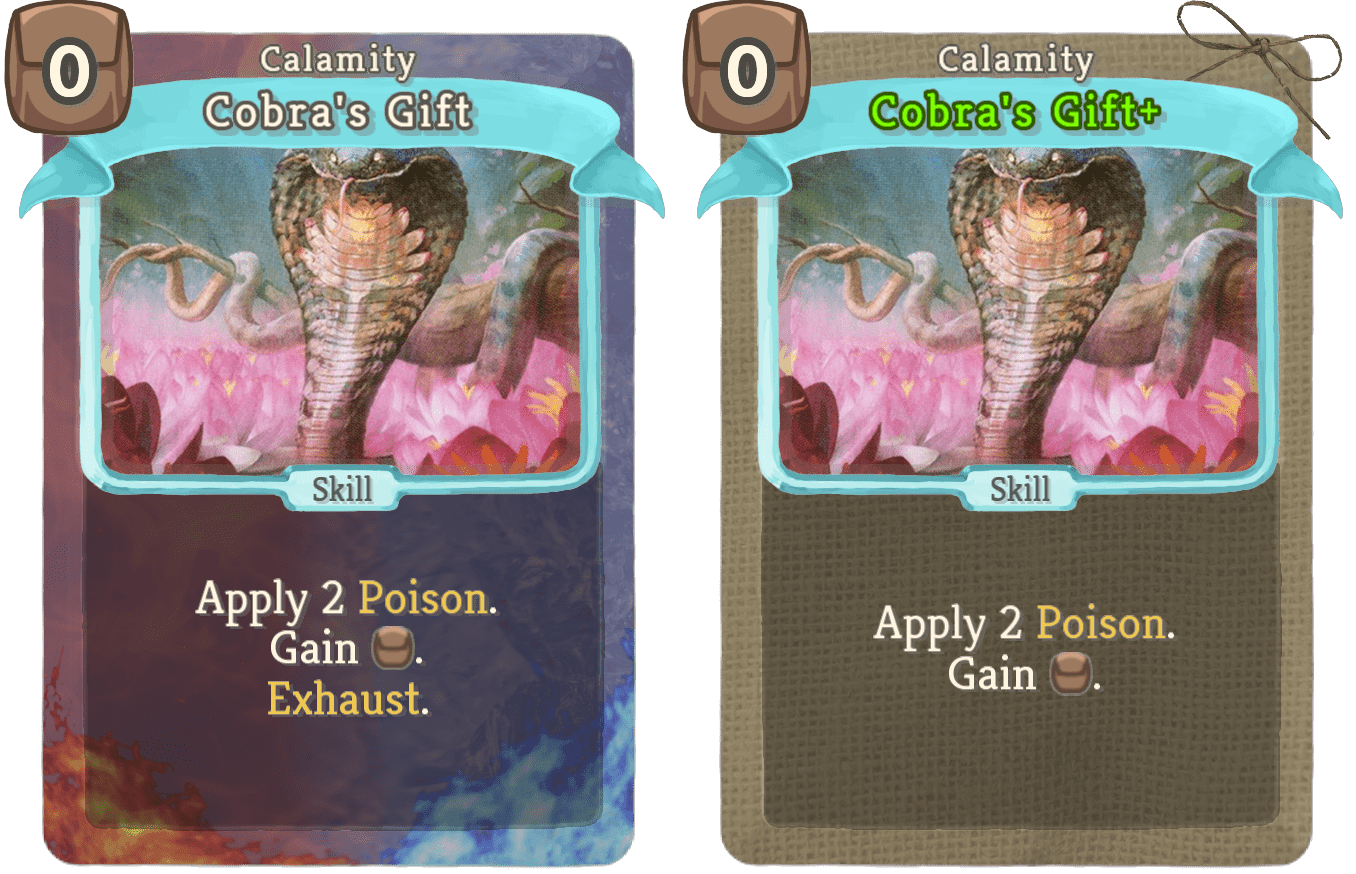 0
Calamity
Cobra's Gift
Skill
Apply 2 Poison.
Gain .
Exhaust.
0
Calamity
Cobra's Gift+
Skill
Apply 2 Poison.
Gain .